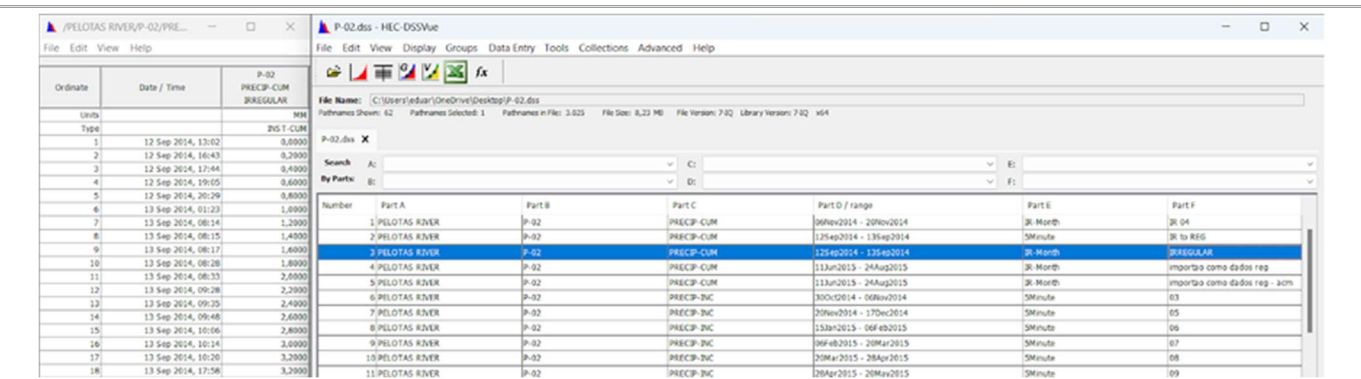 /PELOTAS RIVER/P-02/PRE...
File Edit View Help
Ordinate Date / Time P-02 PRECIP-CUM IRREGULAR
Units MM
Type INST-CUM
1 12 Sep 2014, 13:02 0,0000
2 12 Sep 2014, 16:43 0,2000
3 12 Sep 2014, 17:44 0,4000
4 12 Sep 2014, 19:05 0,6000
5 12 Sep 2014, 20:29 0,8000
6 13 Sep 2014, 01:23 1,0000
7 13 Sep 2014, 08:14 1,2000
8 13 Sep 2014, 08:15 1,4000
9 13 Sep 2014, 08:17 1,6000
10 13 Sep 2014, 08:28 1,8000
11 13 Sep 2014, 08:33 2,0000
12 13 Sep 2014, 09:28 2,2000
13 13 Sep 2014, 09:35 2,4000
14 13 Sep 2014, 09:48 2,6000
15 13 Sep 2014, 10:06 2,8000
16 13 Sep 2014, 10:14 3,0000
17 13 Sep 2014, 10:20 3,2000
18 13 Sep 2014, 17:58 3,2000
P-02.dss - HEC-DSSVue
File Edit View Display Groups Data Entry Tools Collections Advanced Help
fx
File Name: C:\Users\eduar\OneDrive\Desktop\P-02.dss
Pathnames Shown: 62 Pathnames Selected: 1 Pathnames in File: 3.025 File Size: 8,23 MB File Version: 7-IQ Library Version: 7-IQ x64
P-02.dss X
Search A: C: E:
By Parts: B: D: F:
Number Part A Part B Part C Part D / range Part E Part F
1 PELOTAS RIVER P-02 PRECIP-CUM 06Nov2014 - 20Nov2014 IR-Month IR 04
2 PELOTAS RIVER P-02 PRECIP-CUM 12Sep2014 - 13Sep2014 5Minute IR to REG
3 PELOTAS RIVER P-02 PRECIP-CUM 12Sep2014 - 13Sep2014 IR-Month IRREGULAR
4 PELOTAS RIVER P-02 PRECIP-CUM 11Jun2015 - 24Aug2015 IR-Month importao como dados reg
5 PELOTAS RIVER P-02 PRECIP-CUM 11Jun2015 - 24Aug2015 IR-Month importao como dados reg - acm
6 PELOTAS RIVER P-02 PRECIP-INC 30Oct2014 - 06Nov2014 5Minute 03
7 PELOTAS RIVER P-02 PRECIP-INC 20Nov2014 - 17Dec2014 5Minute 05
8 PELOTAS RIVER P-02 PRECIP-INC 15Jan2015 - 06Feb2015 5Minute 06
9 PELOTAS RIVER P-02 PRECIP-INC 06Feb2015 - 20Mar2015 5Minute 07
10 PELOTAS RIVER P-02 PRECIP-INC 20Mar2015 - 28Apr2015 5Minute 08
11 PELOTAS RIVER P-02 PRECIP-INC 28Apr2015 - 20May2015 5Minute 09